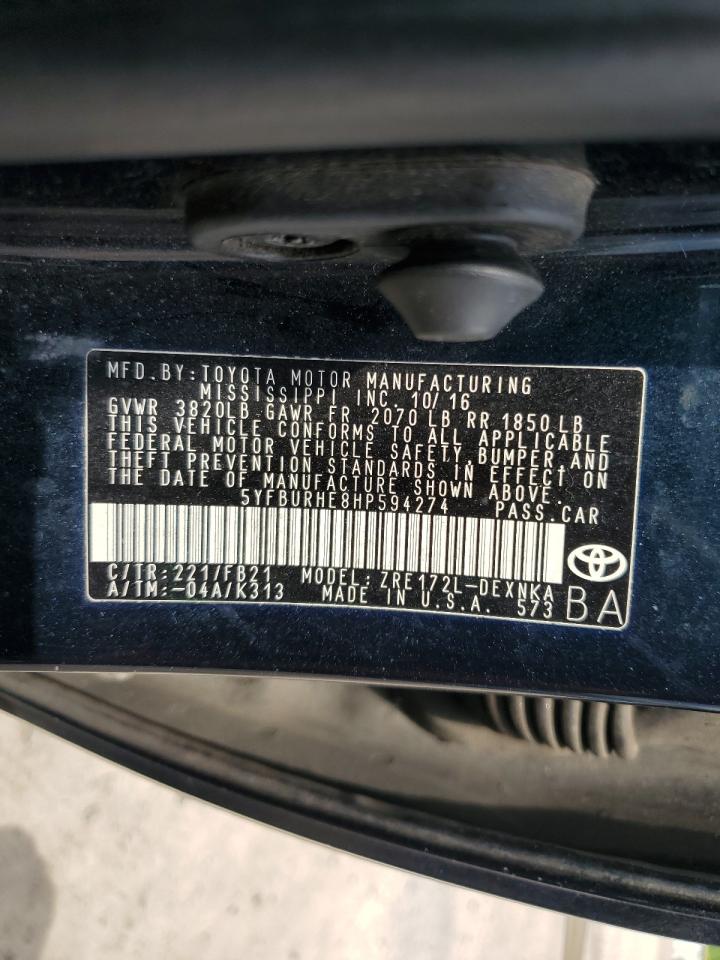 MFD.BY:TOYOTA MOTOR MANUFACTURING
MISSISSIPPI INC. 10/16
GVWR 3820LB GAWR FR 2070 LB RR 1850 LB
THIS VEHICLE CONFORMS TO ALL APPLICABLE
FEDERAL MOTOR VEHICLE SAFETY,BUMPER,AND
THEFT PREVENTION STANDARDS IN EFFECT ON
THE DATE OF MANUFACTURE SHOWN ABOVE.
5YFBURHE8HP594274 PASS.CAR
C/TR:221/FB21 MODEL:ZRE172L-DEXNKA
A/TM:-04A/K313 MADE IN U.S.A. 573
BA